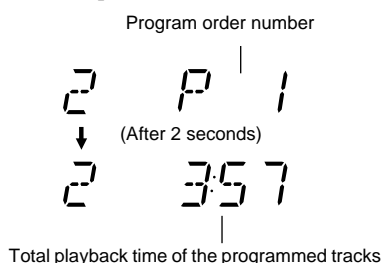 Program order number
2 P 1
(After 2 seconds)
2 3:57
Total playback time of the programmed tracks